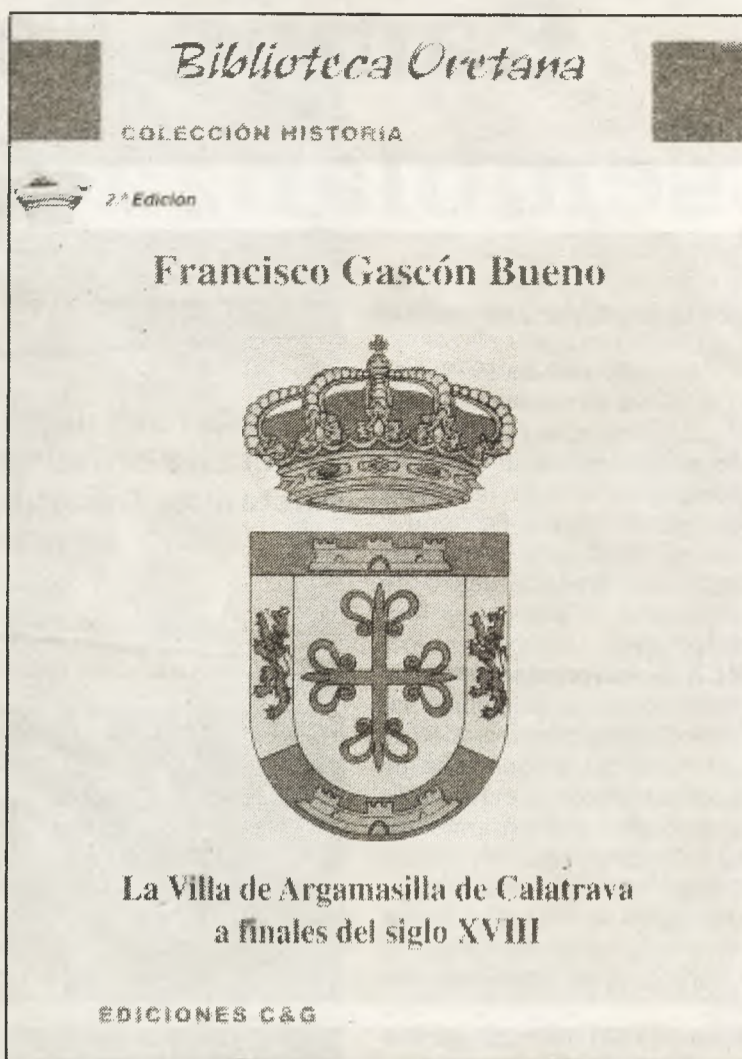 Biblioteca Oretana
COLECCIÓN HISTORIA
2.ª Edición
Francisco Gascón Bueno
La Villa de Argamasilla de Calatrava
a finales del siglo XVIII
EDICIONES C&G